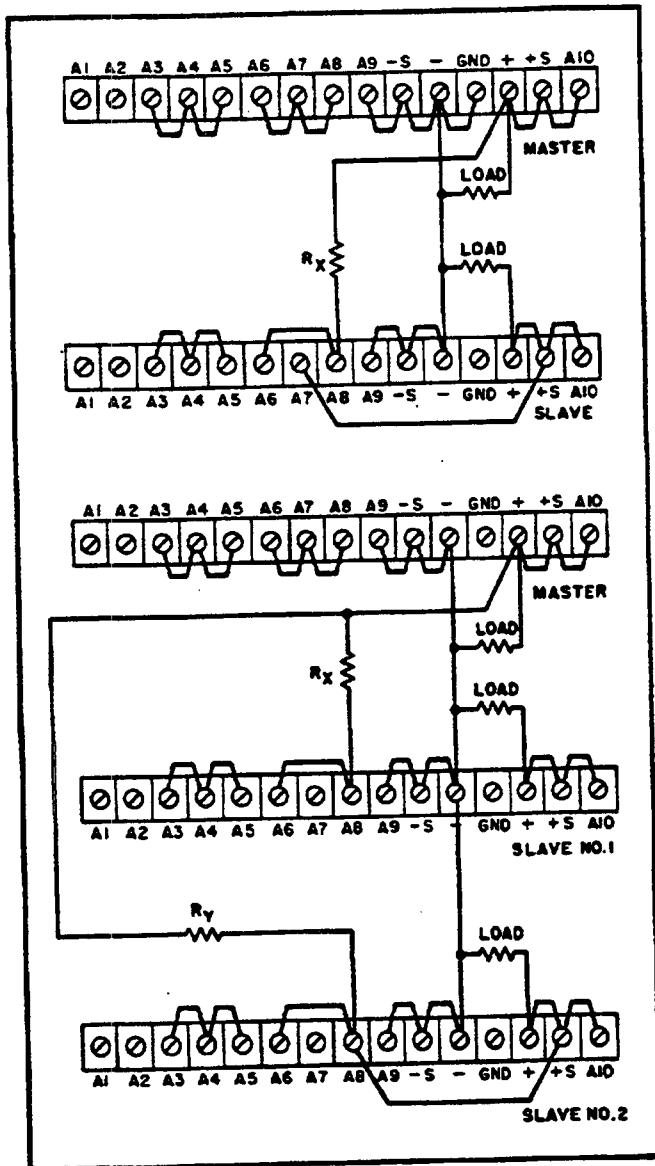 A1 A2 A3 A4 A5 A6 A7 A8 A9 -S - GND + +S A10
MASTER
LOAD
LOAD
RX
A1 A2 A3 A4 A5 A6 A7 A8 A9 -S - GND + +S A10
SLAVE
A1 A2 A3 A4 A5 A6 A7 A8 A9 -S - GND + +S A10
MASTER
LOAD
RX
LOAD
A1 A2 A3 A4 A5 A6 A7 A8 A9 -S - GND + +S A10
SLAVE NO.1
RY
LOAD
A1 A2 A3 A4 A5 A6 A7 A8 A9 -S - GND + +S A10
SLAVE NO.2